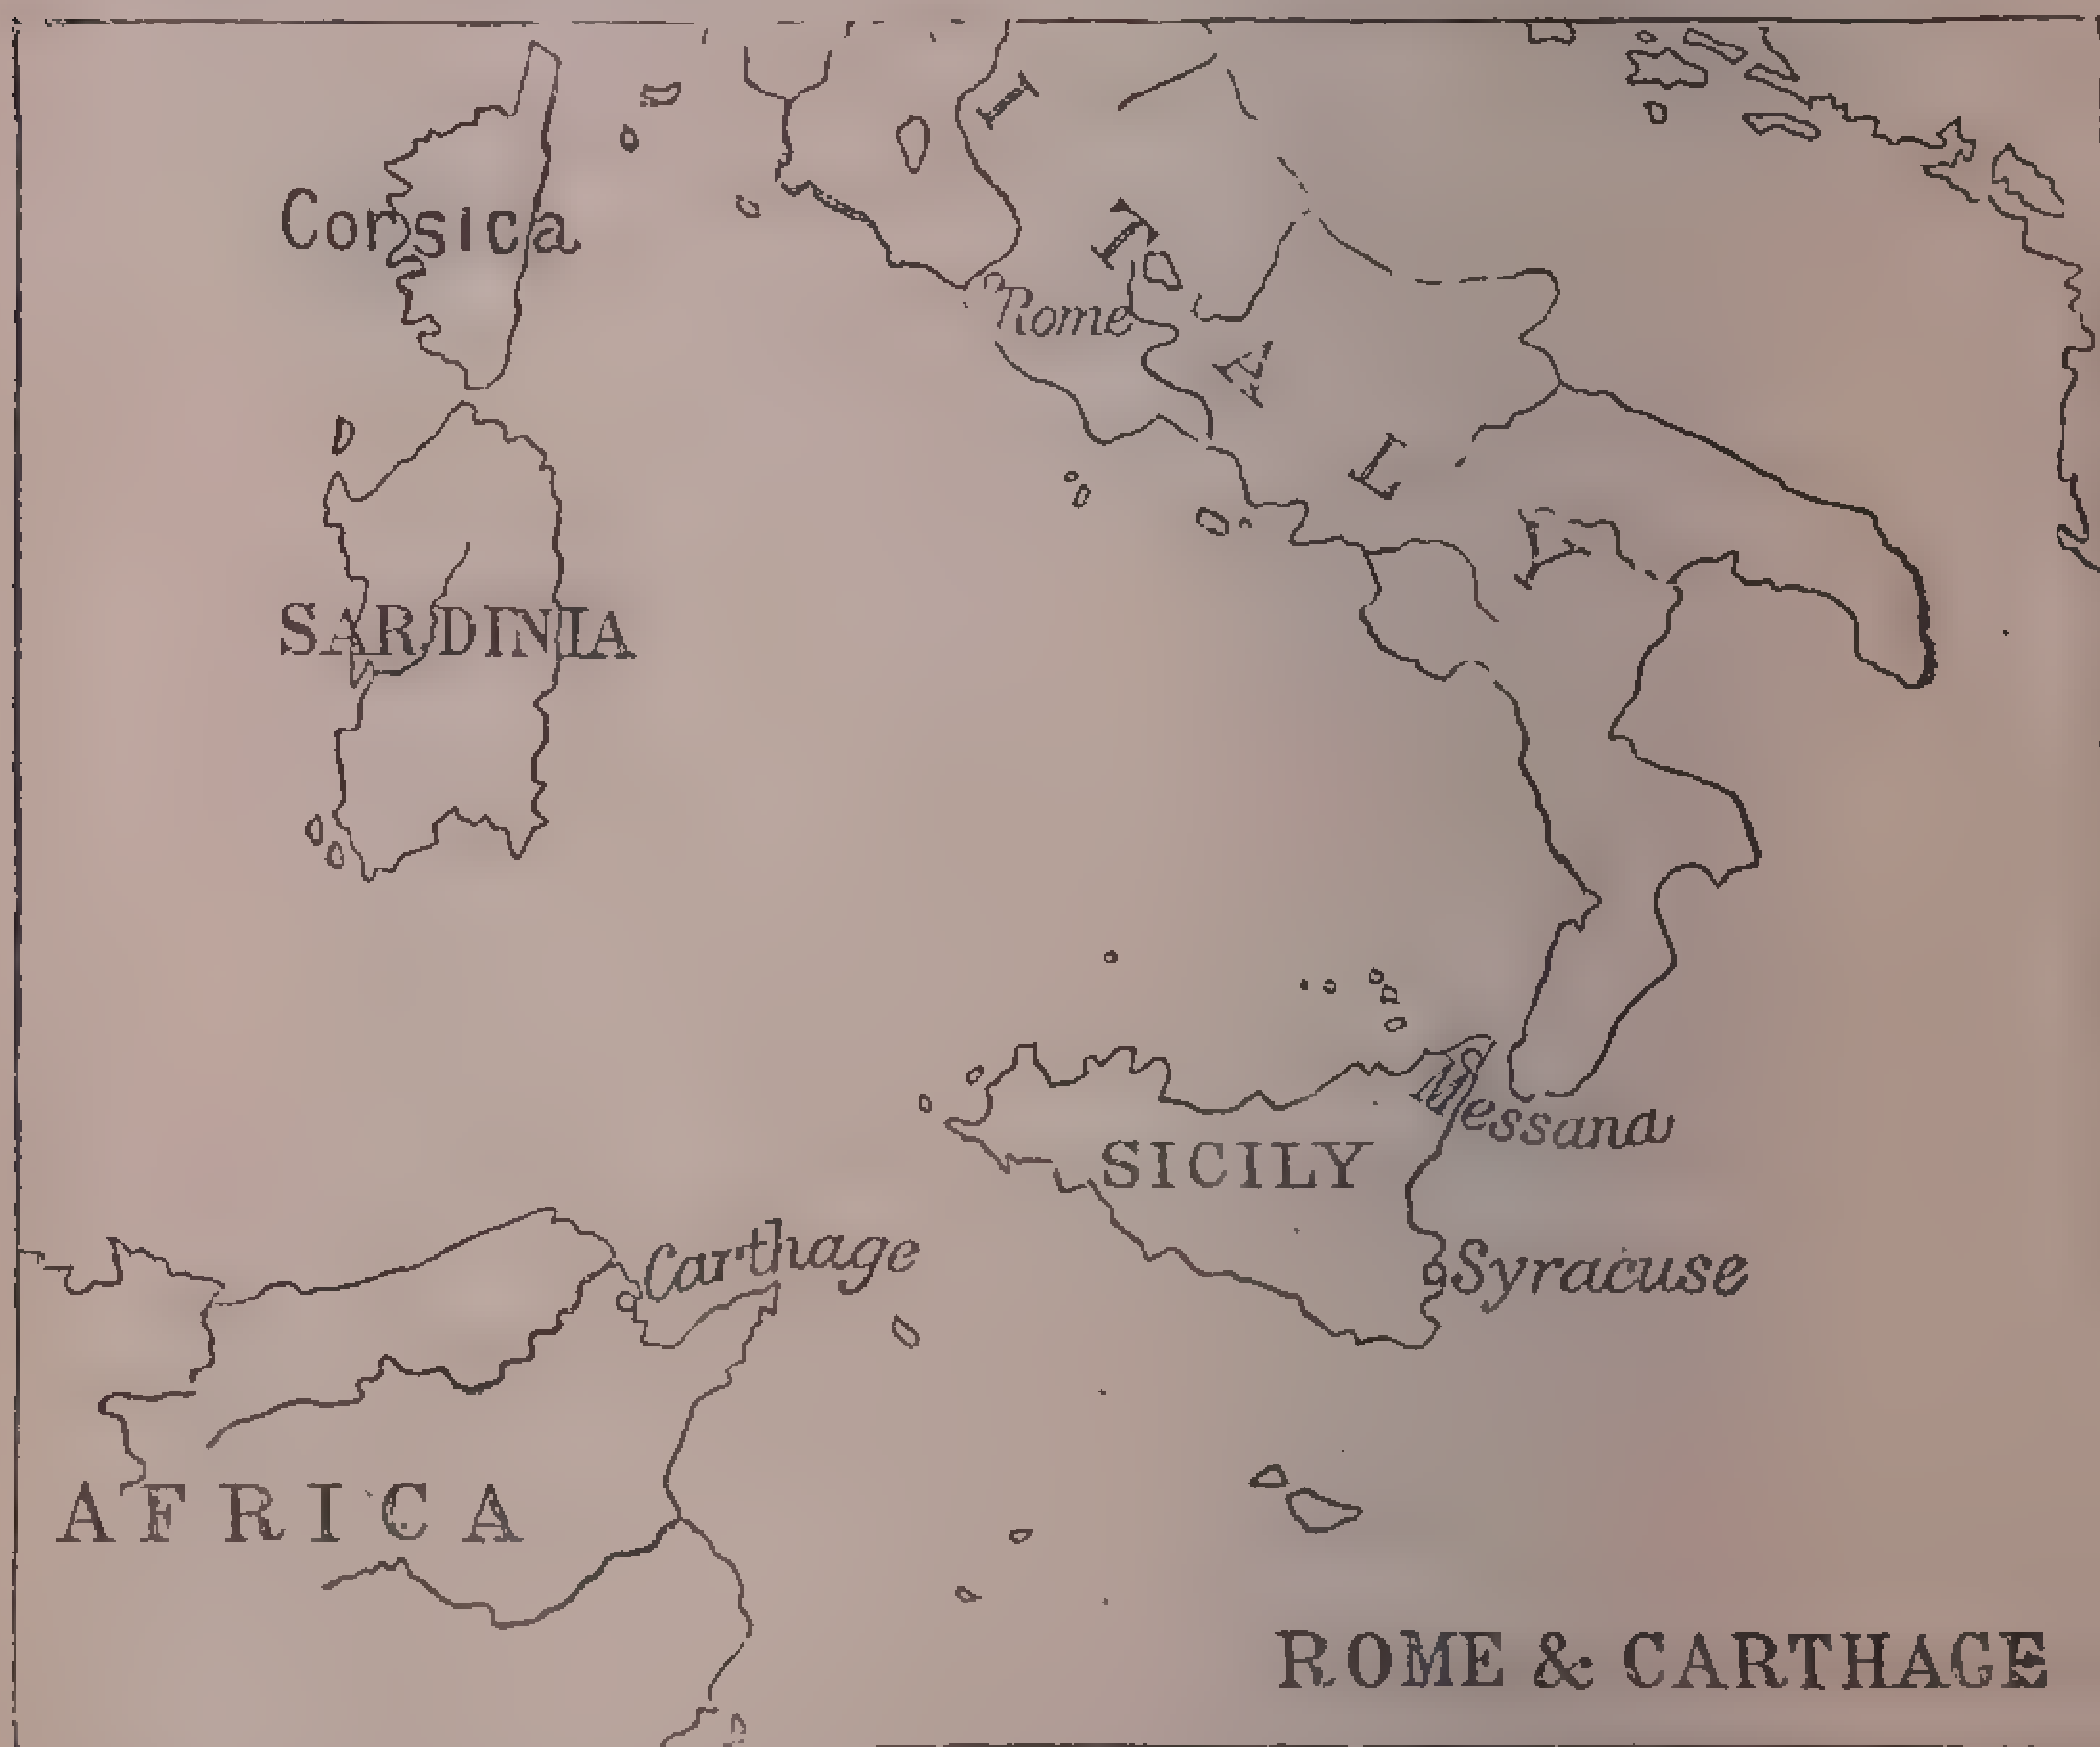 Corsica
ITALY
Rome
SARDINIA
Messana
SICILY
Carthage
Syracuse
AFRICA
ROME & CARTHAGE